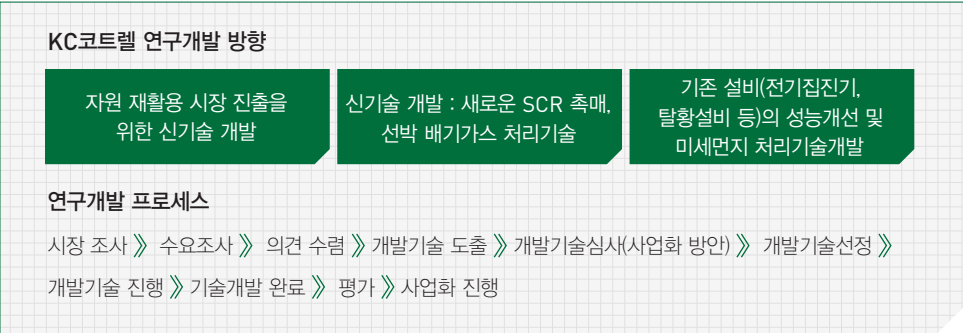 KC코트렐 연구개발 방향
자원 재활용 시장 진출을
위한 신기술 개발
신기술 개발 : 새로운 SCR 촉매,
선박 배기가스 처리기술
기존 설비(전기집진기,
탈황설비 등)의 성능개선 및
미세먼지 처리기술개발
연구개발 프로세스
시장 조사 》 수요조사 》 의견 수렴 》 개발기술 도출 》 개발기술심사(사업화 방안) 》 개발기술선정 》
개발기술 진행 》 기술개발 완료 》 평가 》 사업화 진행